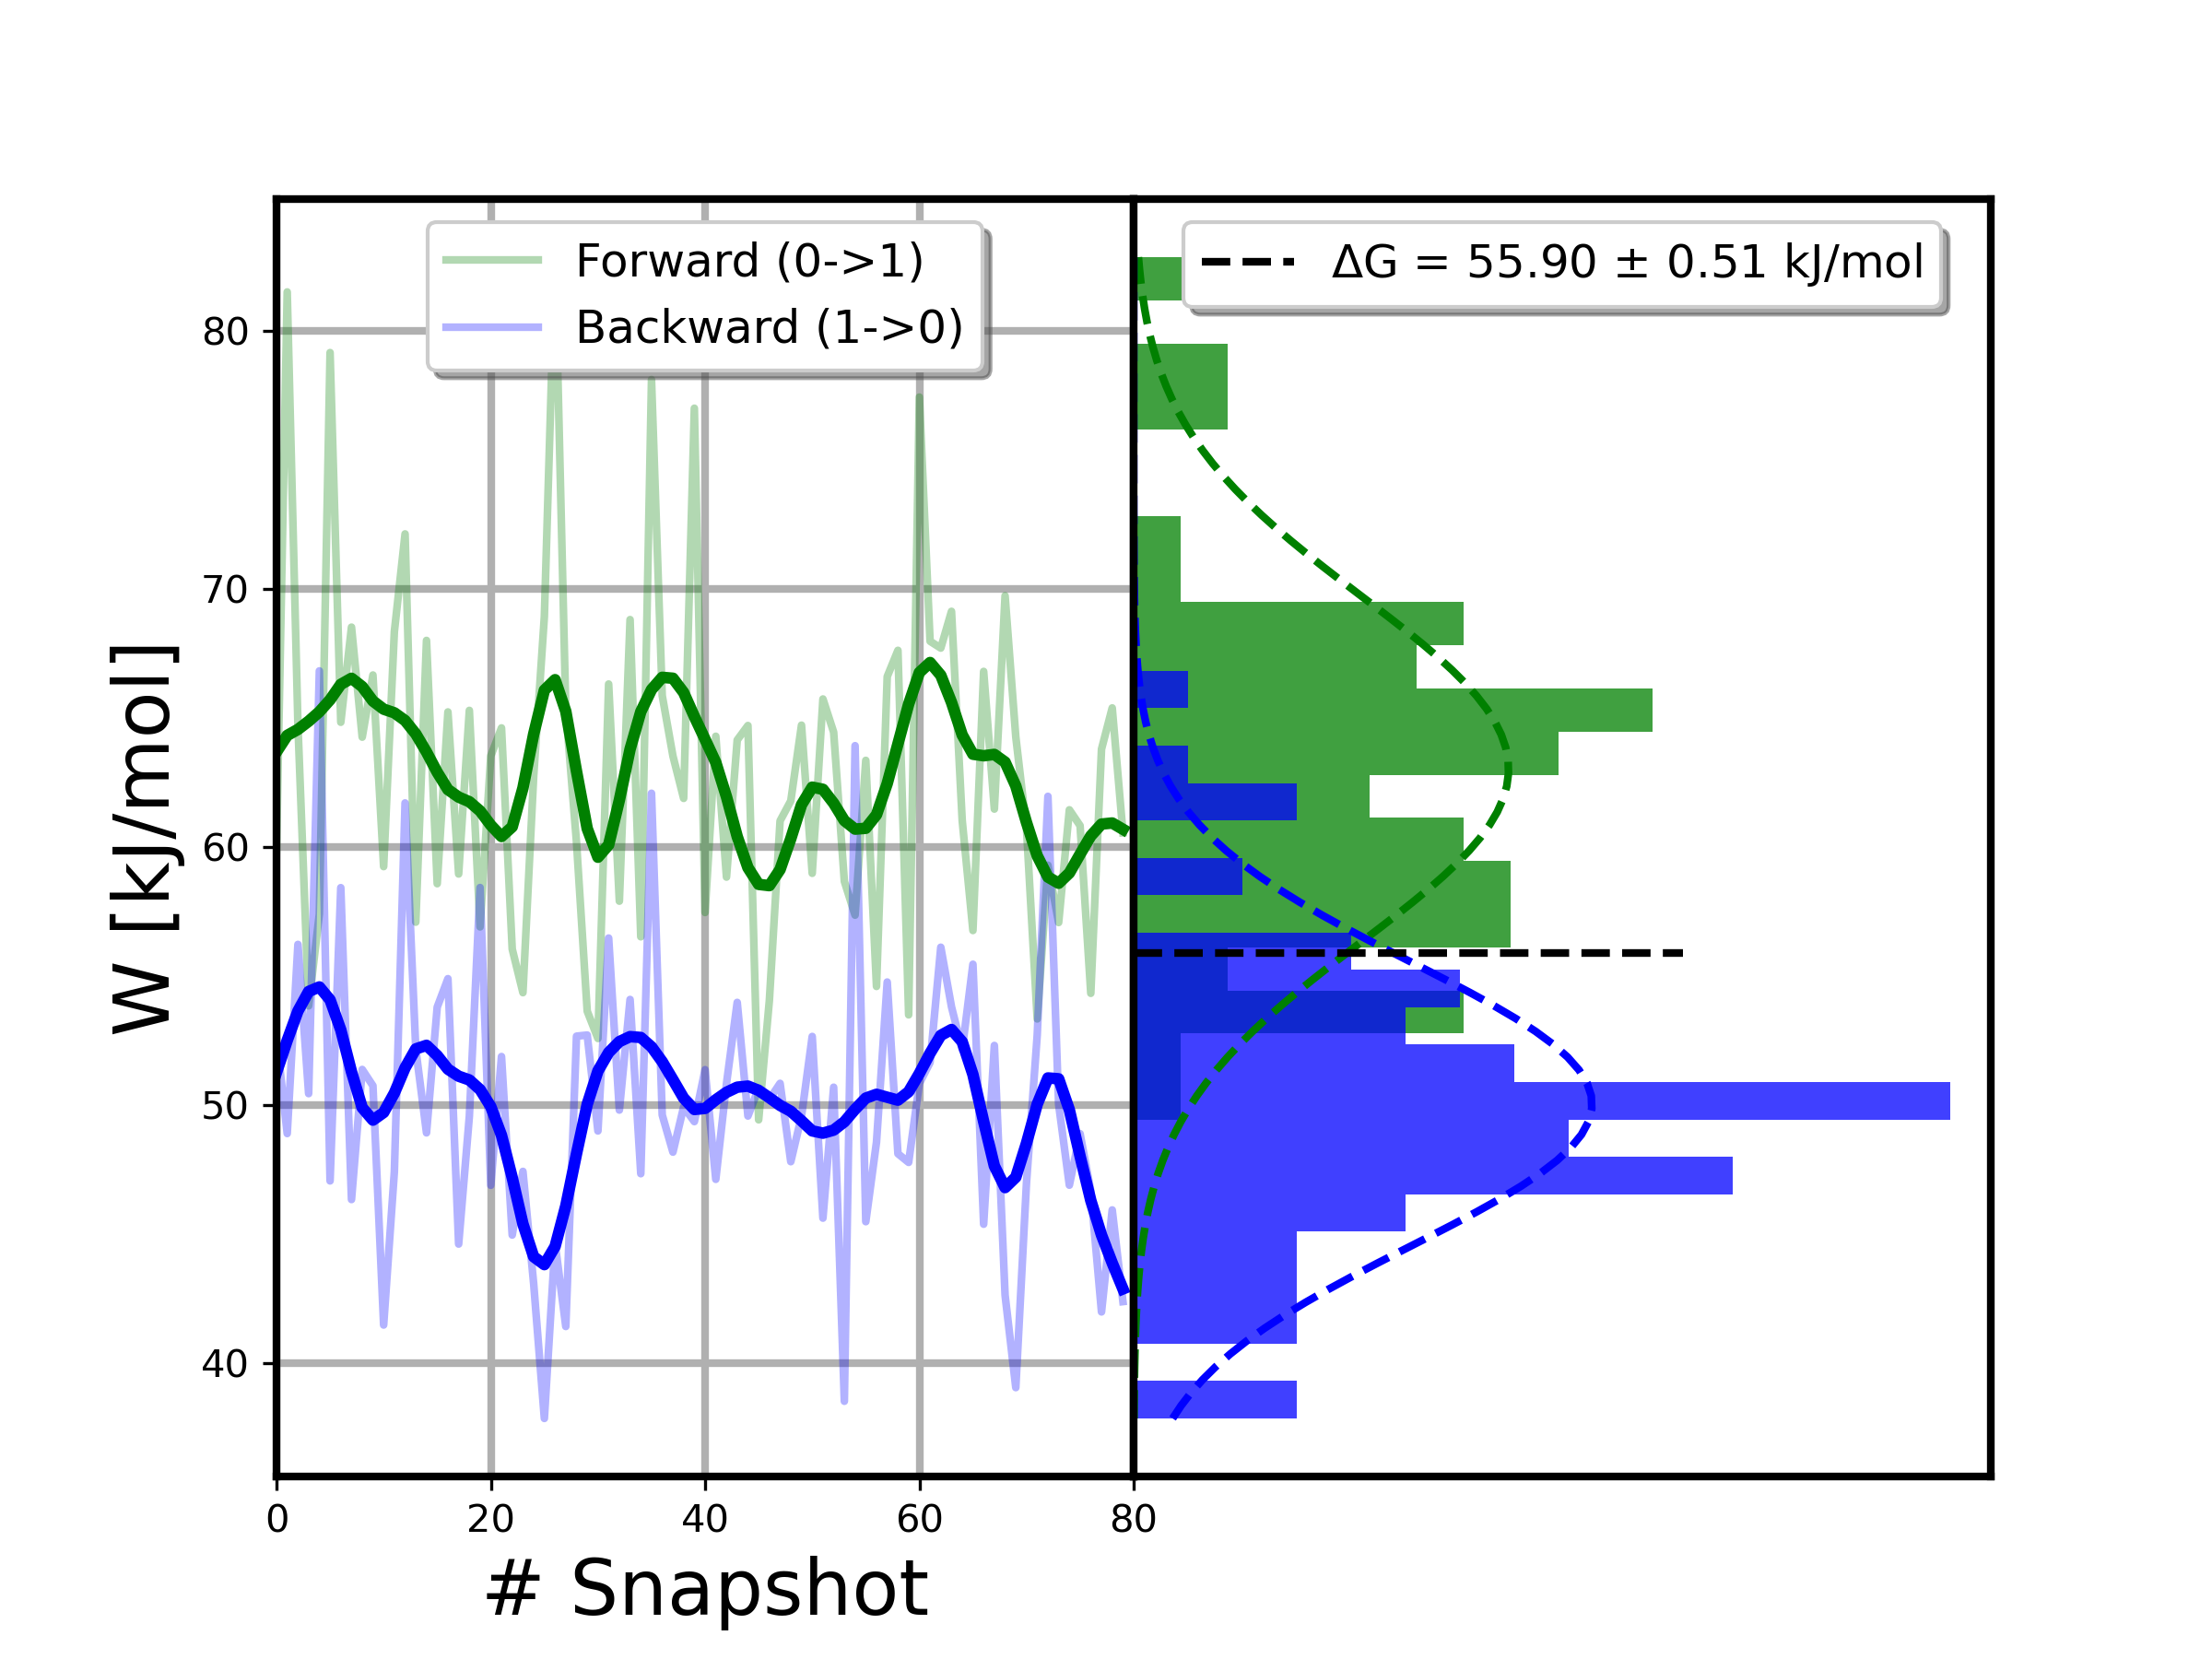 Forward (0->1)
Backward (1->0)
ΔG = 55.90 ± 0.51 kJ/mol
80
70
60
50
40
W [kJ/mol]
0 20 40 60 80
# Snapshot